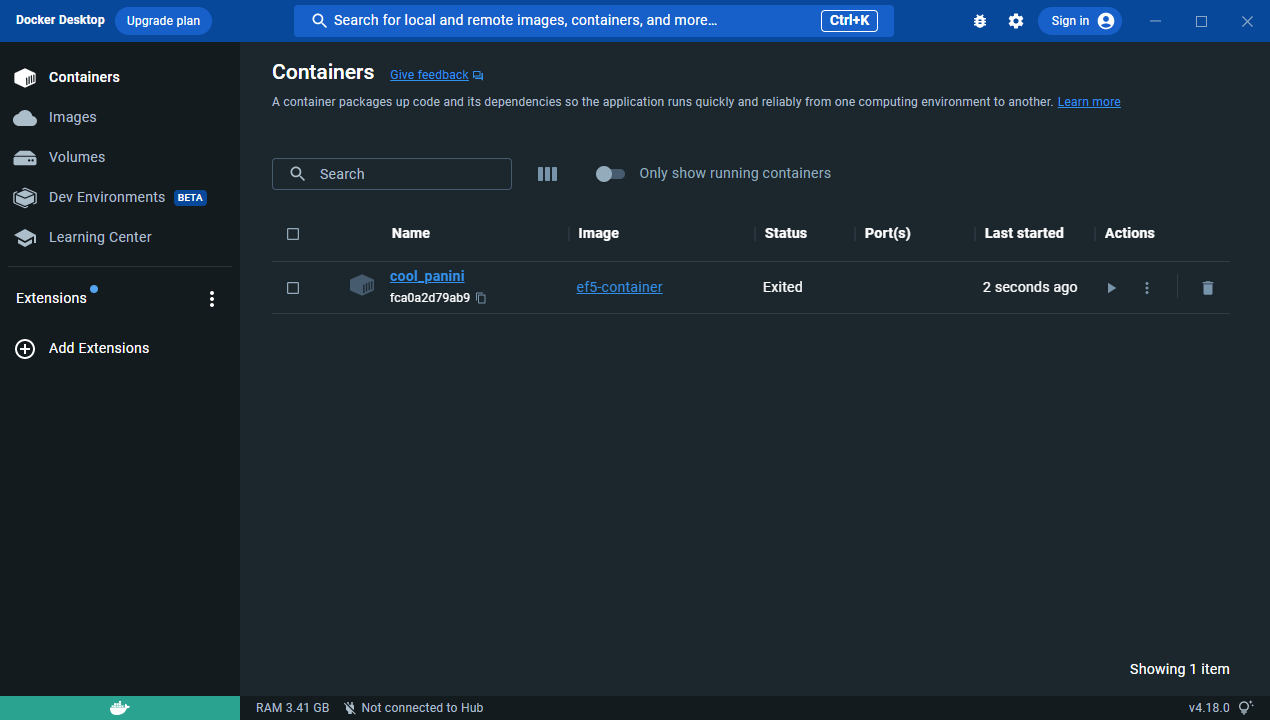 Docker Desktop Upgrade plan Search for local and remote images, containers, and more... Ctrl+K Sign in
Containers
Images
Volumes
Dev Environments BETA
Learning Center
Extensions
Add Extensions
Containers Give feedback
A container packages up code and its dependencies so the application runs quickly and reliably from one computing environment to another. Learn more
Search Only show running containers
Name Image Status Port(s) Last started Actions
cool_panini
fca0a2d79ab9 ef5-container Exited 2 seconds ago
Showing 1 item
RAM 3.41 GB Not connected to Hub v4.18.0